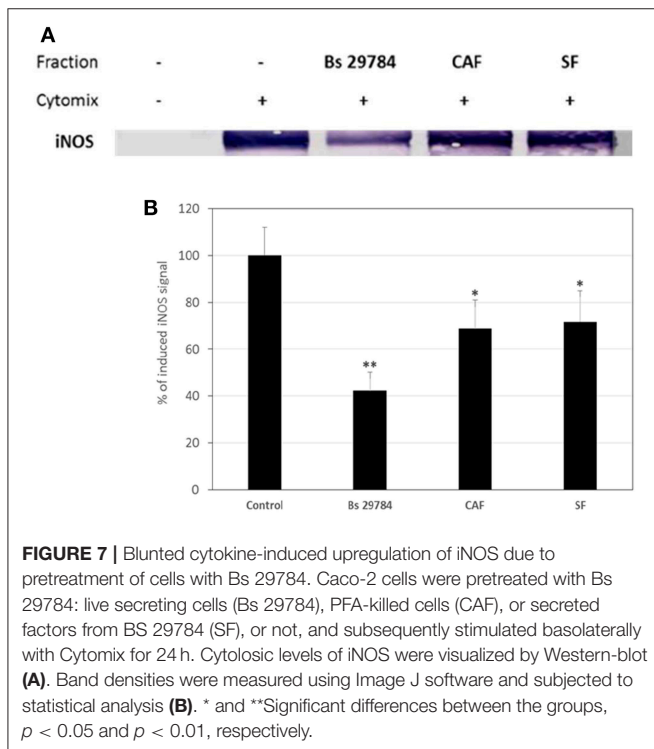 A
Fraction - - Bs 29784 CAF SF
Cytomix - + + + +
iNOS
B
% of induced iNOS signal
120
100
80
60
40
20
0
** * *
Control Bs 29784 CAF SF
FIGURE 7 | Blunted cytokine-induced upregulation of iNOS due to
pretreatment of cells with Bs 29784. Caco-2 cells were pretreated with Bs
29784: live secreting cells (Bs 29784), PFA-killed cells (CAF), or secreted
factors from BS 29784 (SF), or not, and subsequently stimulated basolaterally
with Cytomix for 24 h. Cytolosic levels of iNOS were visualized by Western-blot
(A). Band densities were measured using Image J software and subjected to
statistical analysis (B). * and **Significant differences between the groups,
p < 0.05 and p < 0.01, respectively.